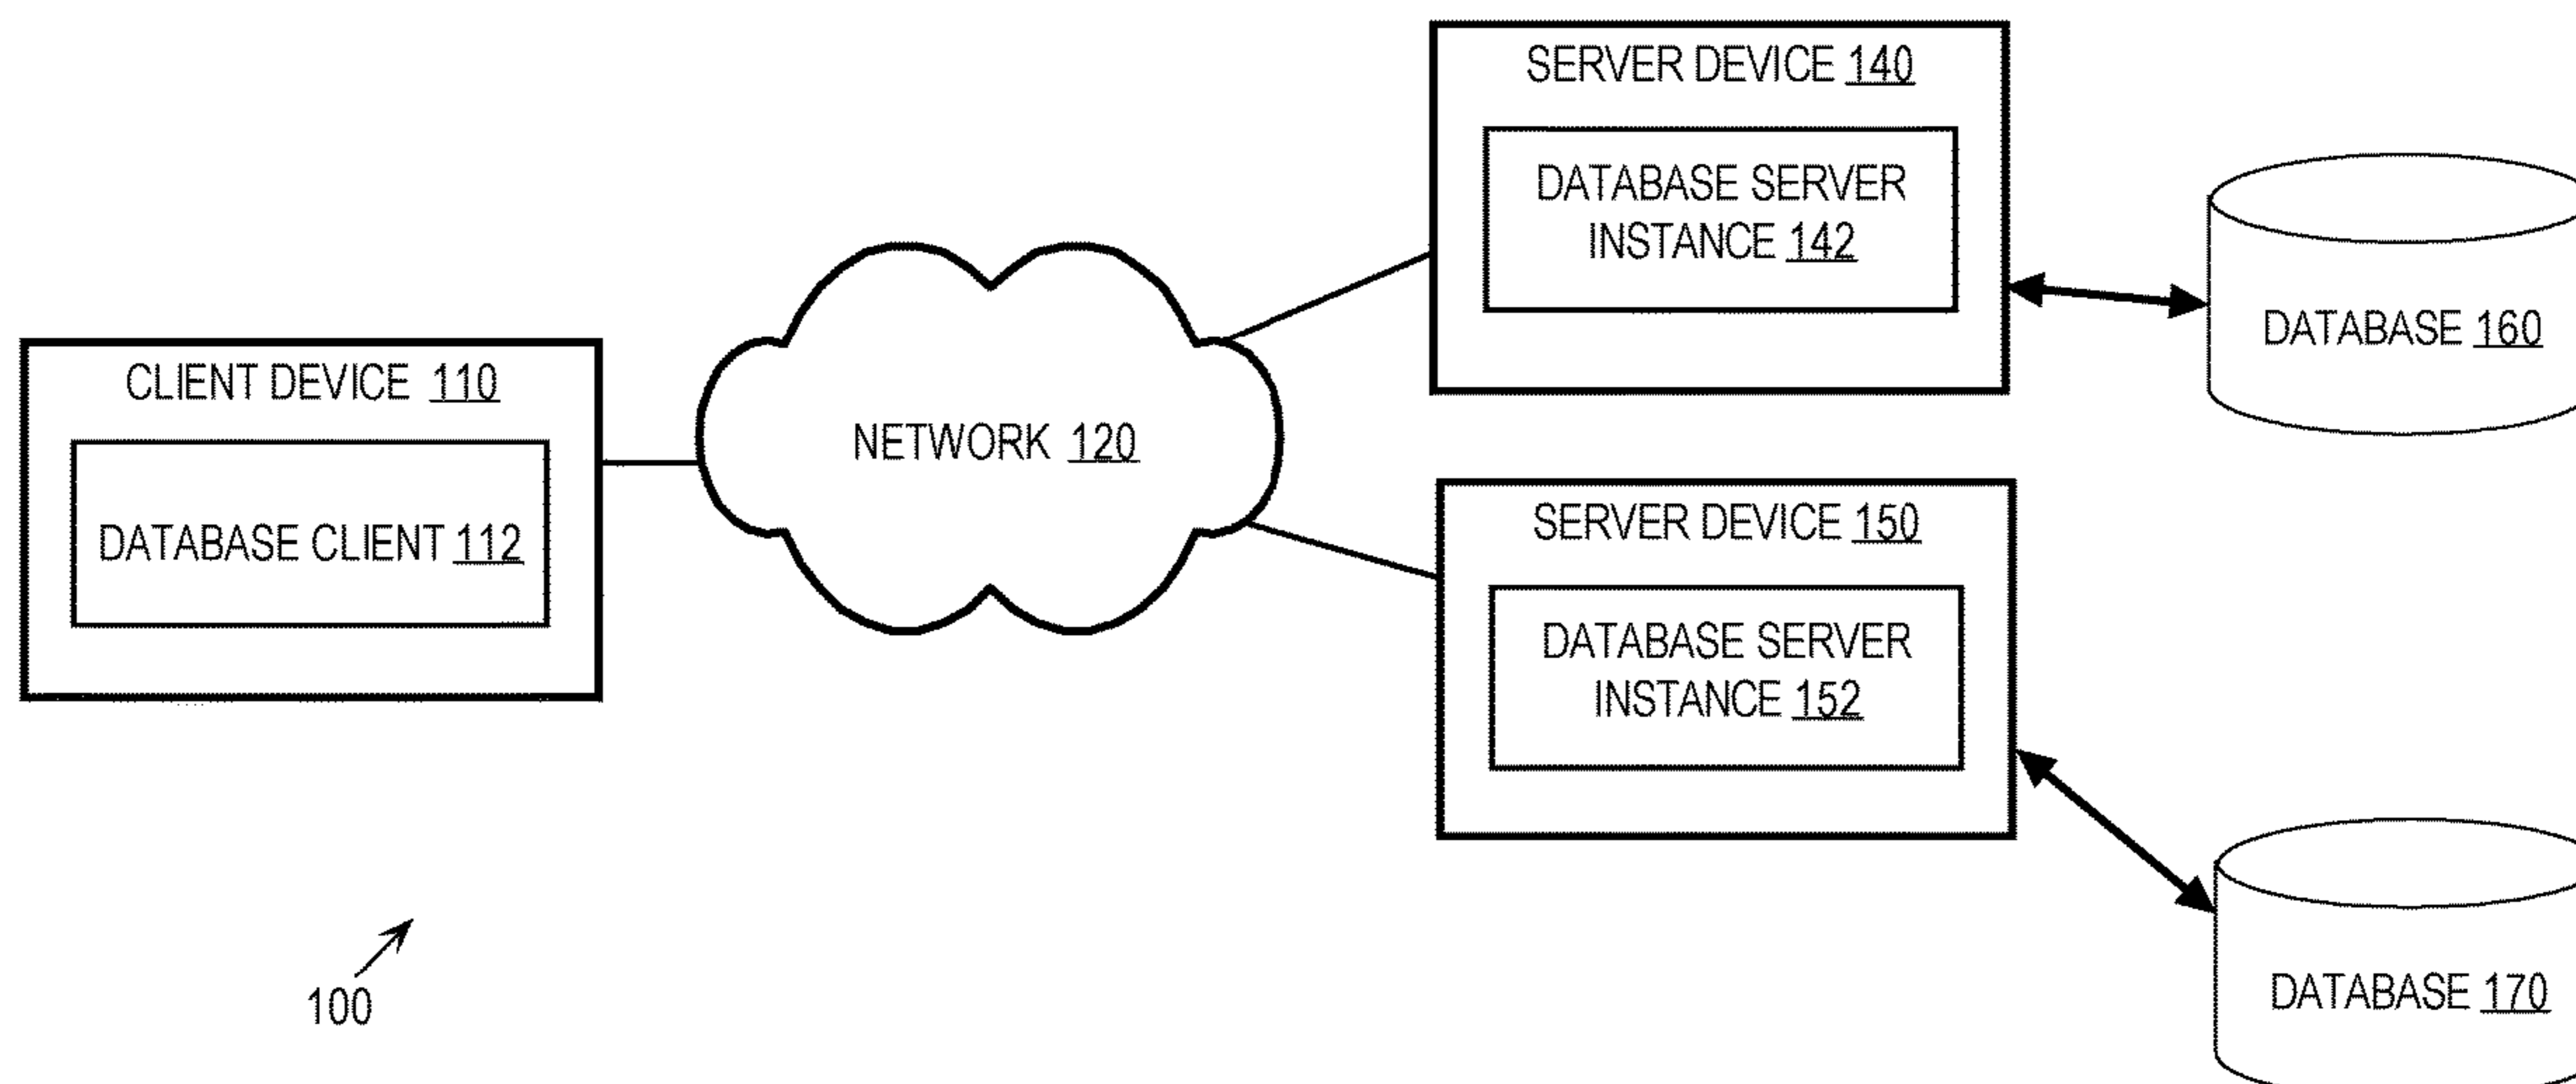 SERVER DEVICE 140
DATABASE SERVER
INSTANCE 142
DATABASE 160
CLIENT DEVICE 110
DATABASE CLIENT 112
NETWORK 120
SERVER DEVICE 150
DATABASE SERVER
INSTANCE 152
DATABASE 170
100